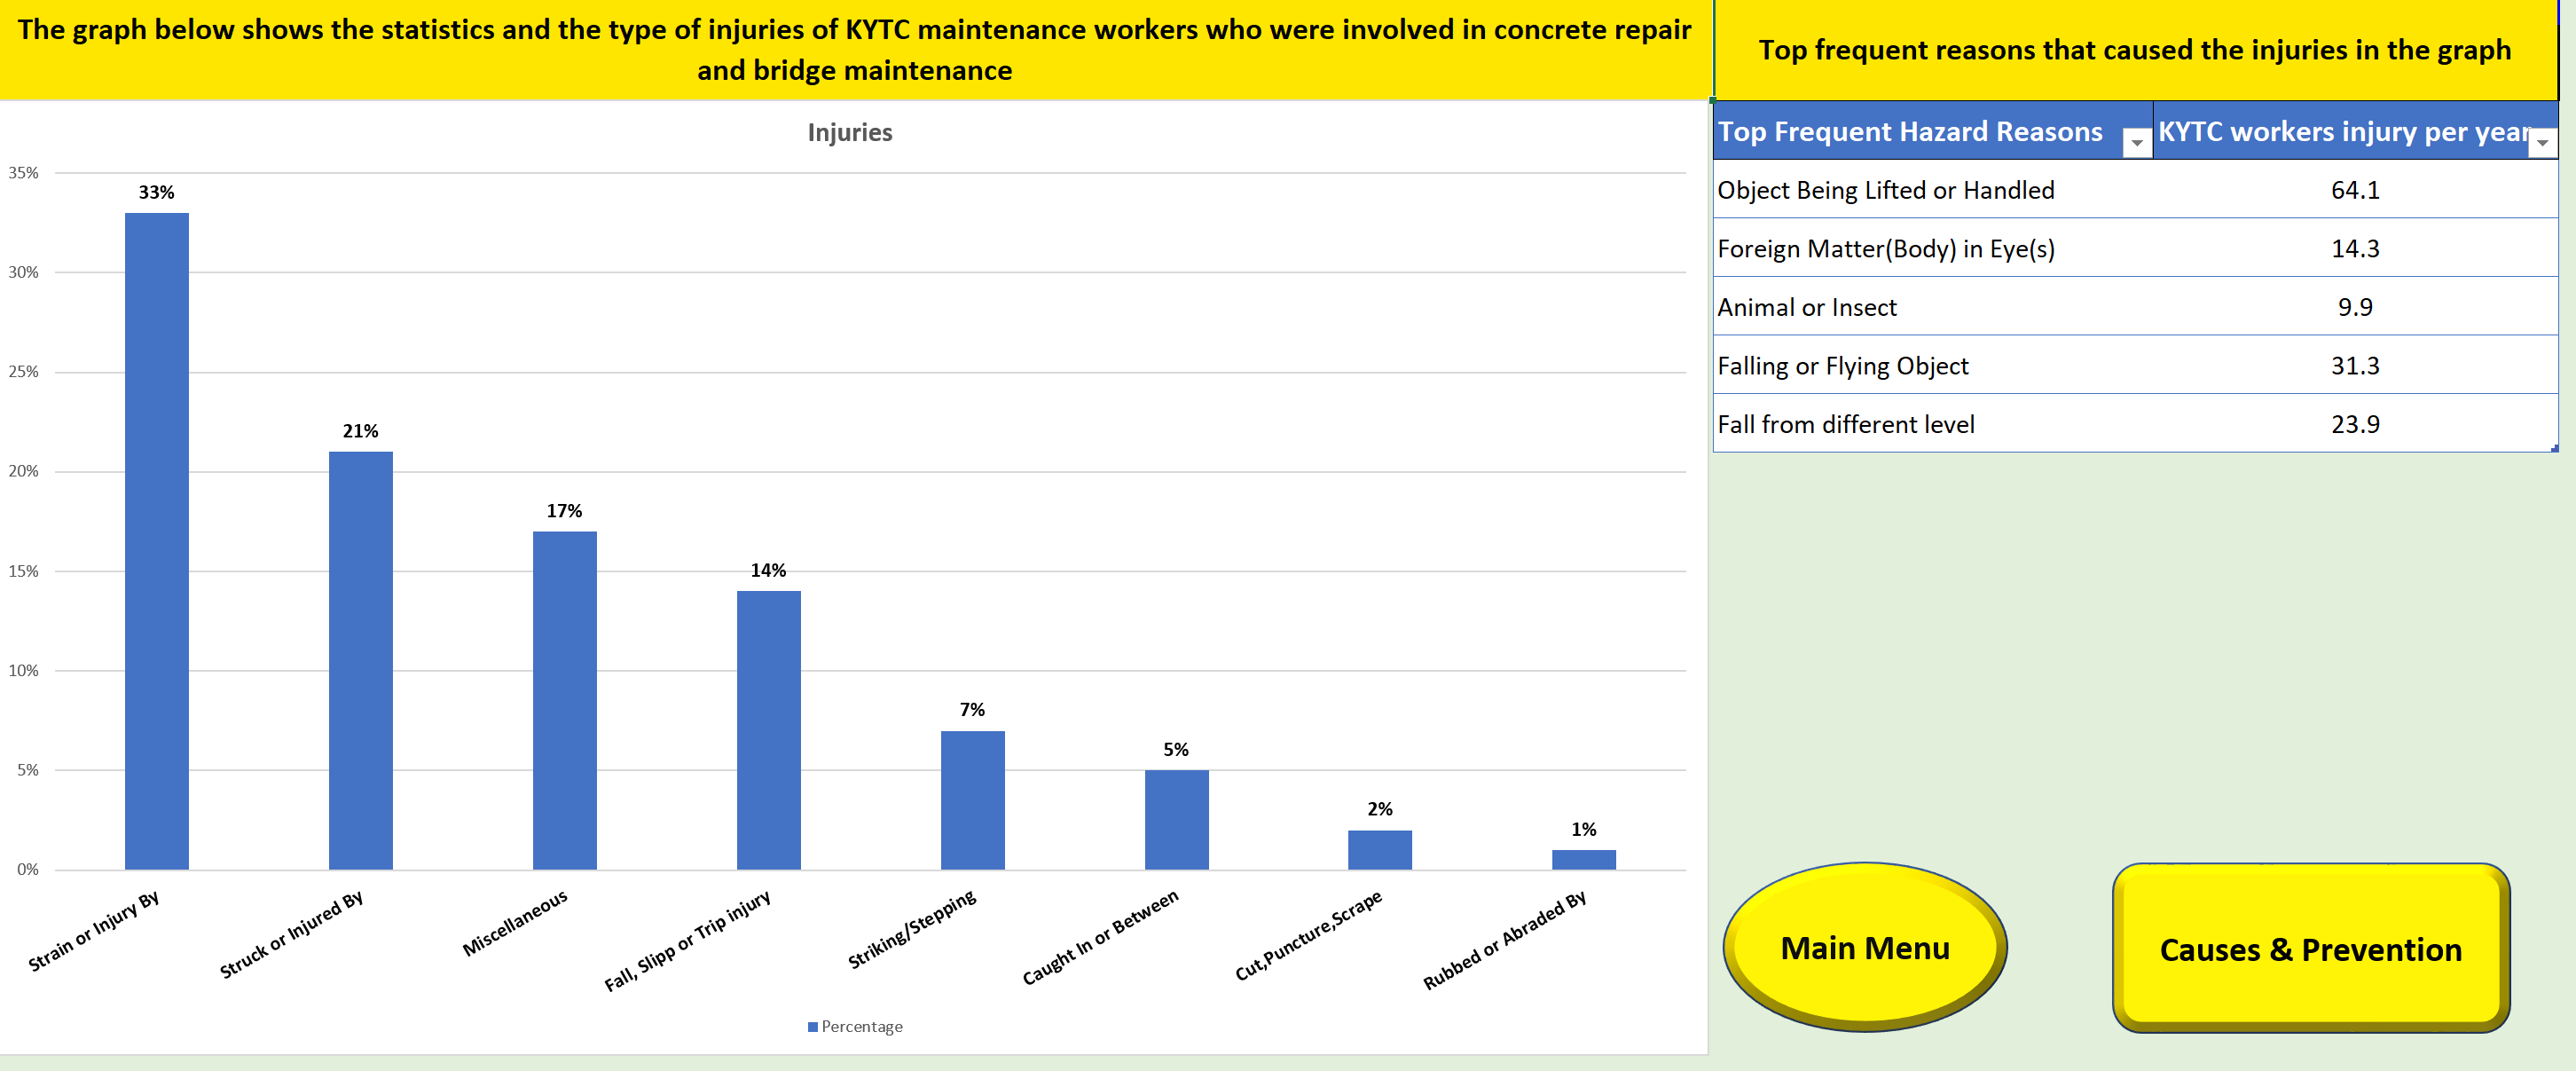 The graph below shows the statistics and the type of injuries of KYTC maintenance workers who were involved in concrete repair
and bridge maintenance
Injuries
35%
30%
25%
20%
15%
10%
5%
0%
33%
21%
17%
14%
7%
5%
2%
1%
Strain or Injury By
Struck or Injured By
Miscellaneous
Fall, Slipp or Trip injury
Striking/Stepping
Caught In or Between
Cut,Puncture,Scrape
Rubbed or Abraded By
Percentage
Top frequent reasons that caused the injuries in the graph
Top Frequent Hazard Reasons KYTC workers injury per year
Object Being Lifted or Handled 64.1
Foreign Matter(Body) in Eye(s) 14.3
Animal or Insect 9.9
Falling or Flying Object 31.3
Fall from different level 23.9
Main Menu
Causes & Prevention